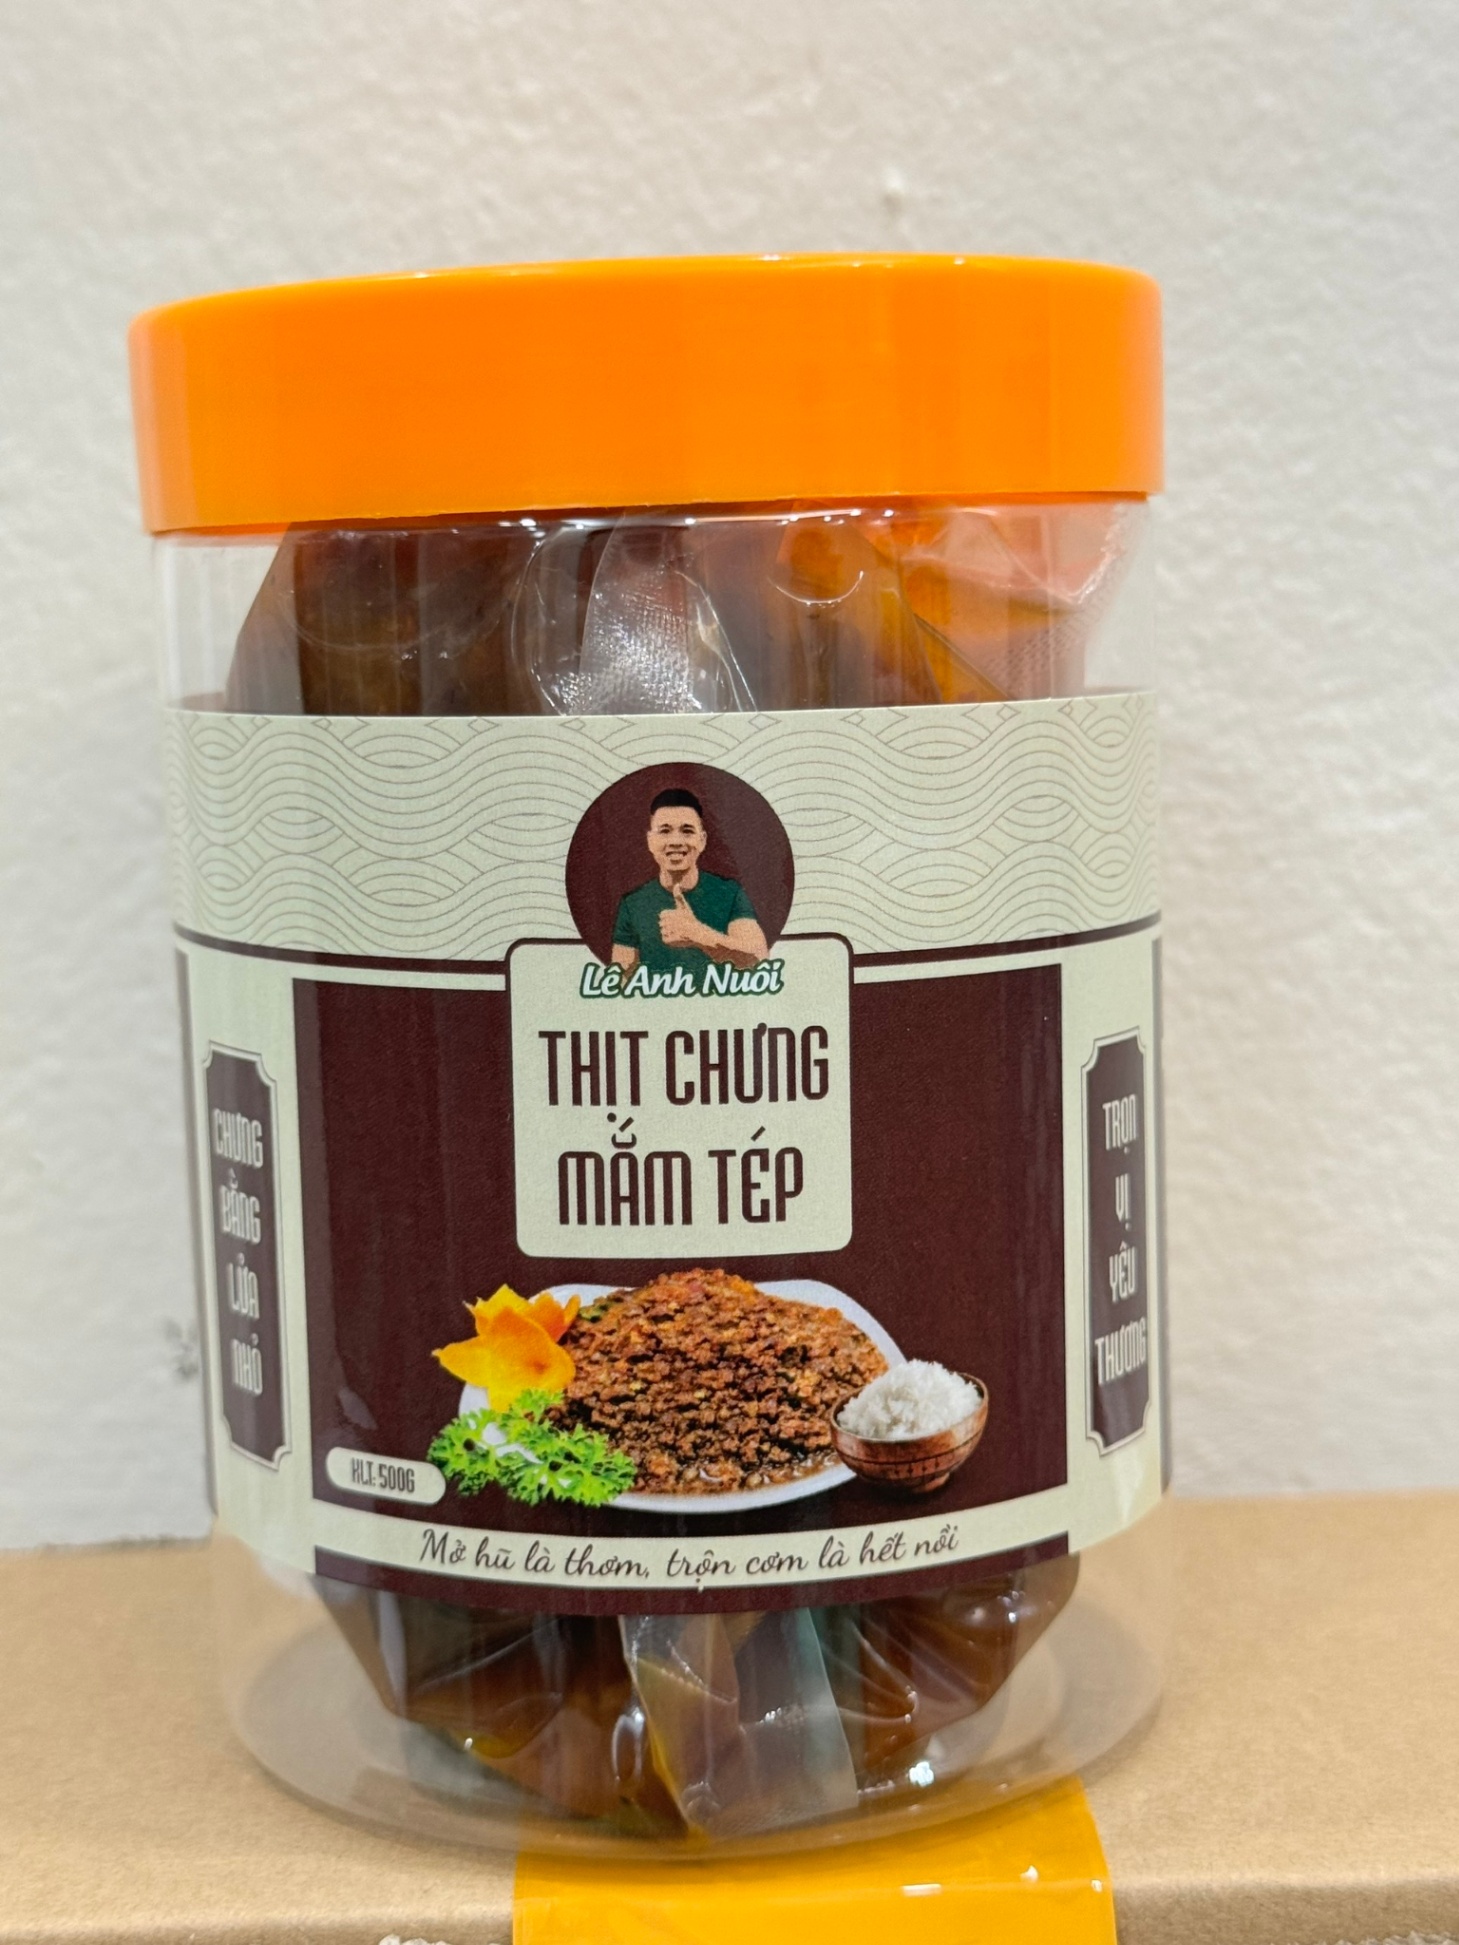 Lê Anh Nuôi
THỊT CHƯNG
MẮM TÉP
CHƯNG
BẰNG
LỬA
NHỎ
TRỌN
VỊ
YÊU
THƯƠNG
KLT: 500G
Mở hũ là thơm, trộn cơm là hết nồi